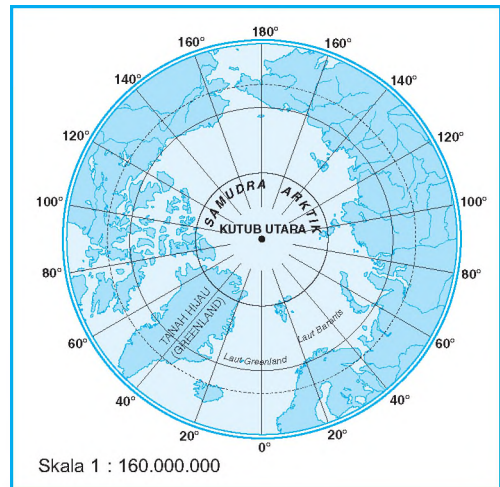 180°
160°
160°
140°
140°
120°
120°
100°
100°
80°
80°
60°
60°
40°
40°
20°
20°
0°
SAMUDRA ARKTIK
KUTUB UTARA
TANAH HIJAU
(GREENLAND)
Laut Barents
Laut Greenland
Skala 1 : 160.000.000